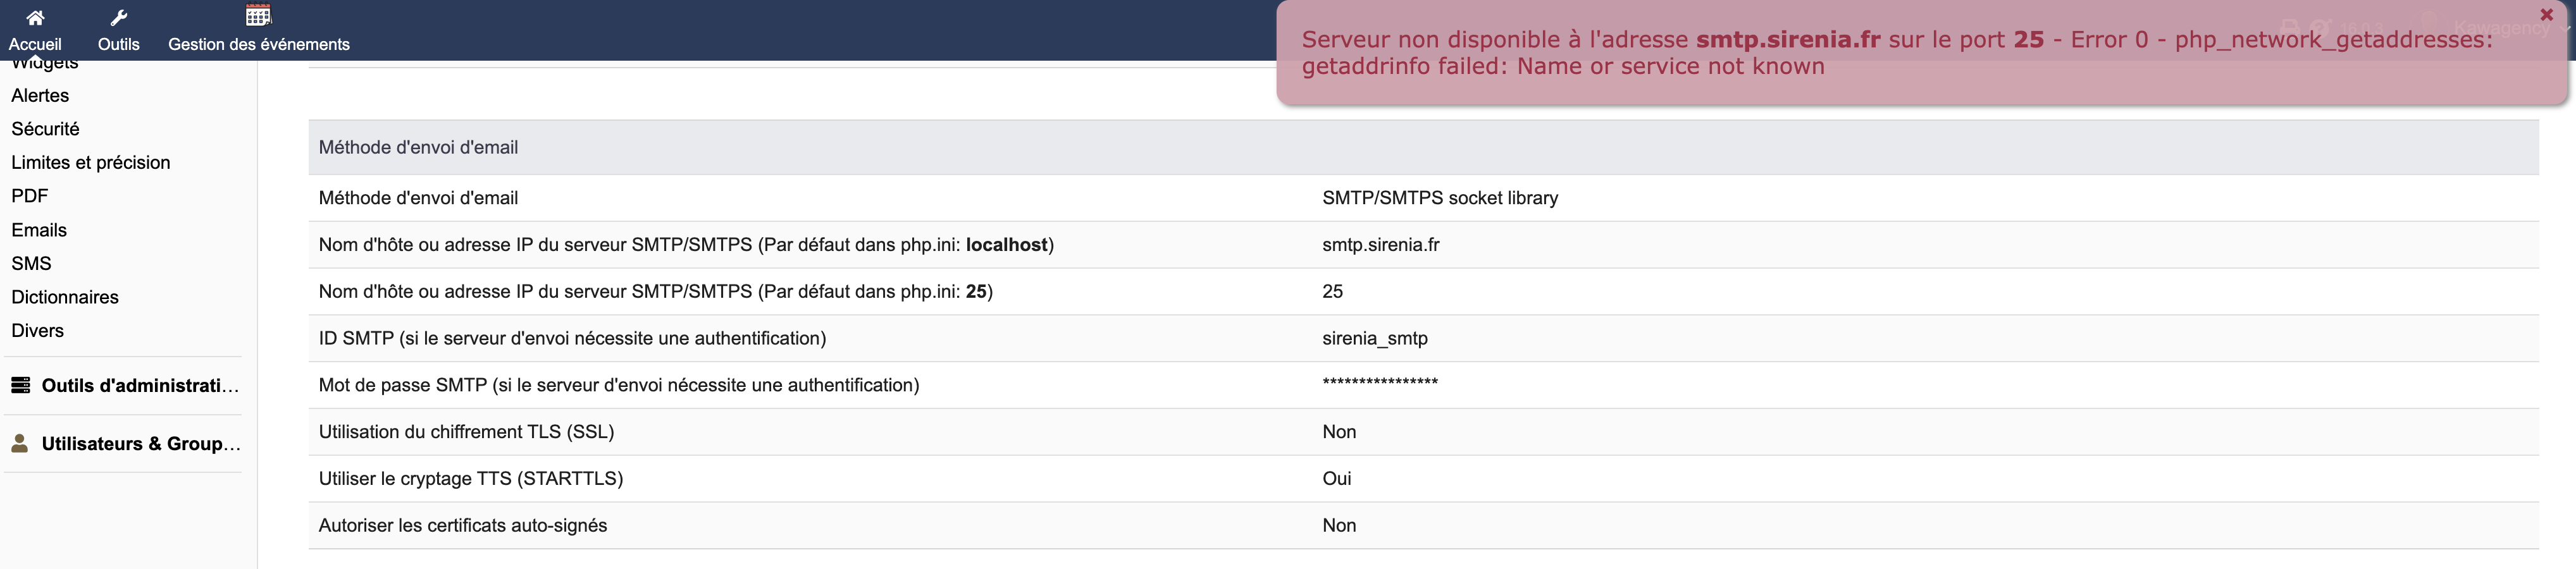 Accueil
Outils
Gestion des événements
Serveur non disponible à l'adresse smtp.sirenia.fr sur le port 25 - Error 0 - php_network_getaddresses:
getaddrinfo failed: Name or service not known
Widgets
Alertes
Sécurité
Limites et précision
PDF
Emails
SMS
Dictionnaires
Divers
Outils d'administrati...
Utilisateurs & Group...
Méthode d'envoi d'email
Méthode d'envoi d'email SMTP/SMTPS socket library
Nom d'hôte ou adresse IP du serveur SMTP/SMTPS (Par défaut dans php.ini: localhost) smtp.sirenia.fr
Nom d'hôte ou adresse IP du serveur SMTP/SMTPS (Par défaut dans php.ini: 25) 25
ID SMTP (si le serveur d'envoi nécessite une authentification) sirenia_smtp
Mot de passe SMTP (si le serveur d'envoi nécessite une authentification) ****************
Utilisation du chiffrement TLS (SSL) Non
Utiliser le cryptage TTS (STARTTLS) Oui
Autoriser les certificats auto-signés Non